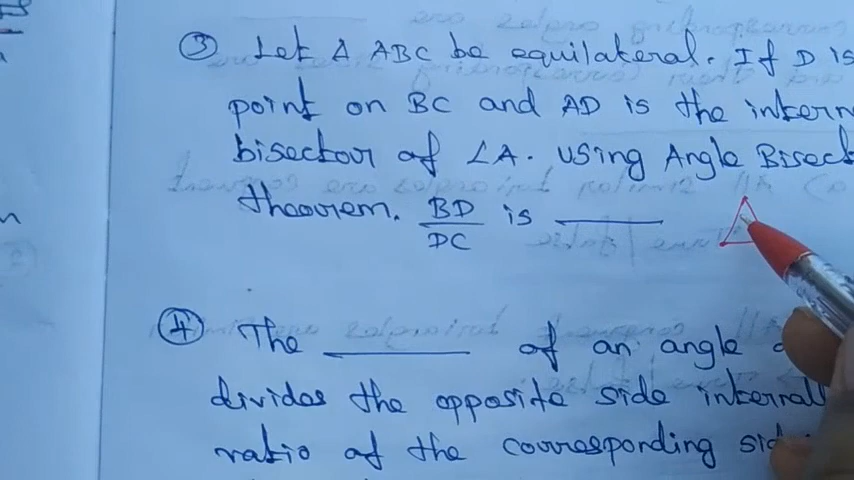 ③ Let Δ ABC be equilateral. If D is
point on BC and AD is the intern
bisector of ∠A. Using Angle Bisect
theorem. BD/DC is ________
④ The ________ of an angle
divides the opposite side internall
ratio of the corresponding sid